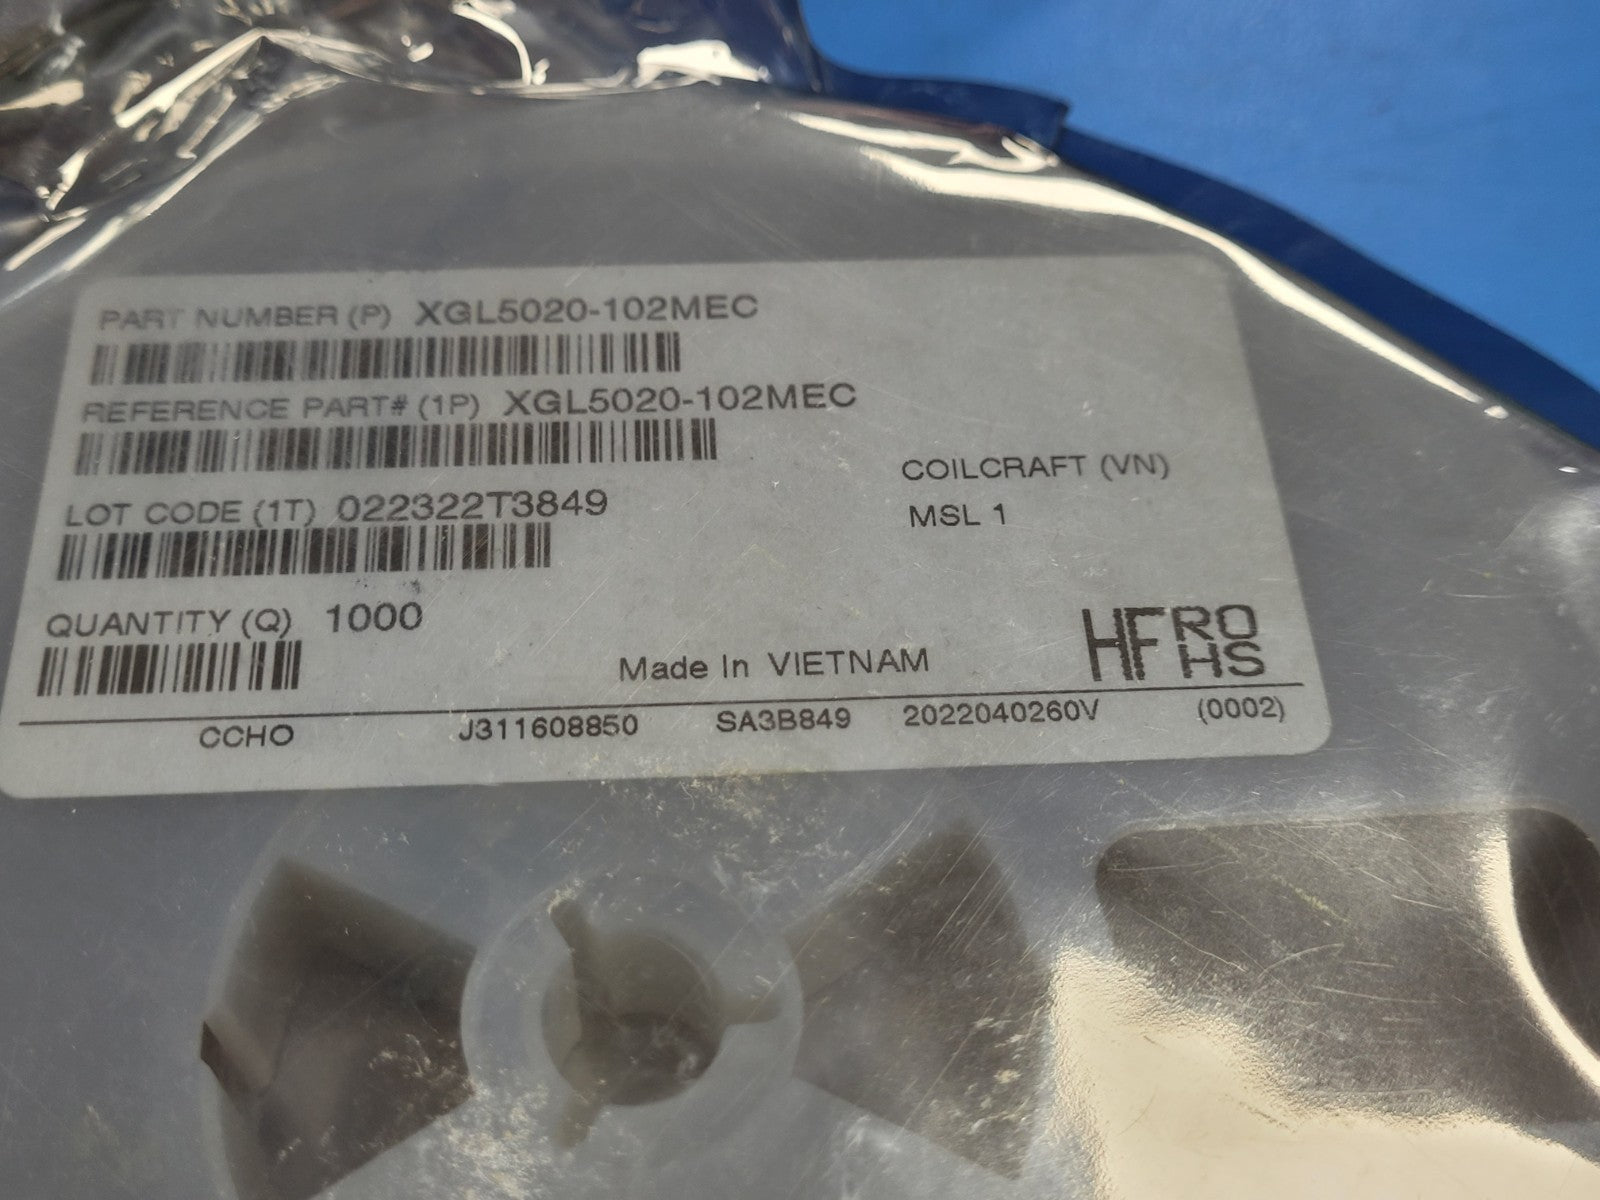 PART NUMBER (P) XGL5020-102MEC
REFERENCE PART# (1P) XGL5020-102MEC
LOT CODE (1T) 022322T3849
COILCRAFT (VN)
MSL 1
QUANTITY (Q) 1000
Made In VIETNAM
HF RO
HS
CCHO J311608850 SA3B849 2022040260V (0002)